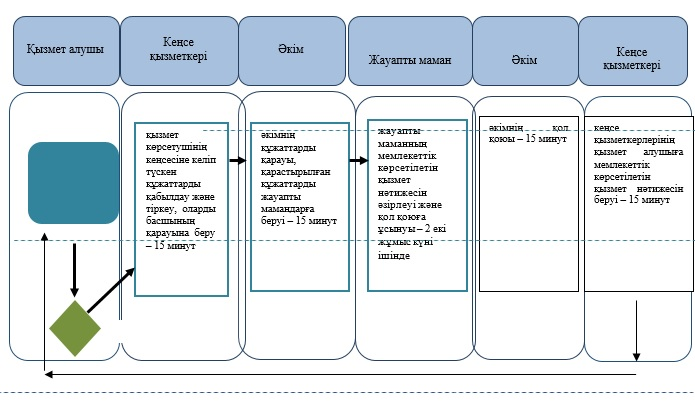 Қызмет алушы
Кеңсе
қызметкері
Әкім
Жауапты маман
Әкім
Кеңсе
қызметкері
қызмет
көрсетушінің
кеңсесіне келіп
түскен
құжаттарды
қабылдау және
тіркеу, оларды
басшының
қарауына беру
– 15 минут
әкімнің
құжаттарды
қарауы,
қарастырылған
құжаттарды
жауапты
мамандарға
беруі – 15 минут
жауапты
маманның
мемлекеттік
көрсетілетін
қызмет
нәтижесін
әзірлеуі және
қол қоюға
ұсынуы – 2 екі
жұмыс күні
ішінде
әкімнің қол
қоюы – 15 минут
кеңсе
қызметкерлерінің
қызмет алушыға
мемлекеттік
көрсетілетін
қызмет нәтижесін
беруі – 15 минут